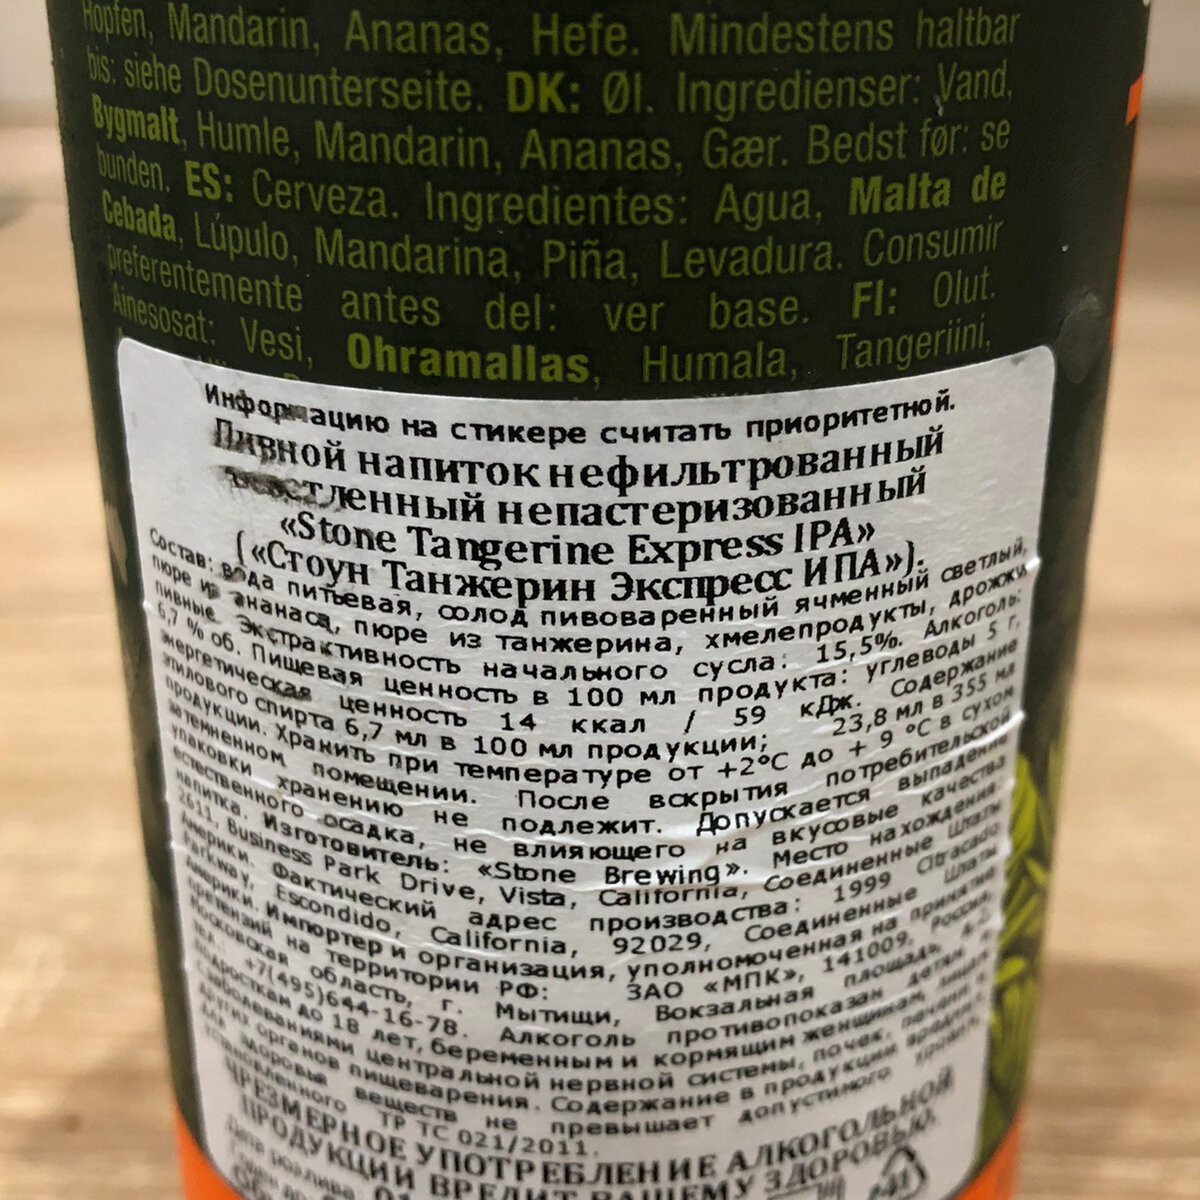 Hopfen, Mandarin, Ananas, Hefe. Mindestens haltbar
bis: siehe Dosenunterseite. DK: Øl. Ingredienser: Vand,
Bygmalt, Humle, Mandarin, Ananas, Gær. Bedst før: se
bunden. ES: Cerveza. Ingredientes: Agua, Malta de
Cebada, Lúpulo, Mandarina, Piña, Levadura. Consumir
preferentemente antes del: ver base. FI: Olut.
Ainesosat: Vesi, Ohramallas, Humala, Tangeriini,
Информацию на стикере считать приоритетной.
Пивной напиток нефильтрованный
непастеризованный
«Stone Tangerine Express IPA»
(«Стоун Танжерин Экспресс ИПА»).
Состав: вода питьевая, солод пивоваренный ячменный светлый,
пюре из ананаса, пюре из танжерина, хмелепродукты, дрожжи
пивные. Экстрактивность начального сусла: 15,5%. Алкоголь:
6,7 % об. Пищевая ценность в 100 мл продукта: углеводы 5 г,
энергетическая ценность 14 ккал / 59 кДж. Содержание
этилового спирта 6,7 мл в 100 мл продукции; 23,8 мл в 355 мл
продукции. Хранить при температуре от +2°С до + 9 °С в сухом
затемненном помещении. После вскрытия потребительской
упаковки хранению не подлежит. Допускается выпадение
естественного осадка, не влияющего на вкусовые качества
напитка. Изготовитель: «Stone Brewing». Место нахождения:
2611, Business Park Drive, Vista, California, Соединенные Штаты
Америки. Фактический адрес производства: 1999 Citracado
Parkway, Escondido, California, 92029, Соединенные Штаты
Америки. Импортер и организация, уполномоченная на принятие
претензий на территории РФ: ЗАО «МПК», 141009, Россия,
Московская область, г. Мытищи, Вокзальная площадь,
тел.: +7(495)644-16-78. Алкоголь противопоказан детям и
подросткам до 18 лет, беременным и кормящим женщинам, лицам
с заболеваниями центральной нервной системы, почек, печени и
других органов пищеварения. Содержание в продукции вредных
для здоровья веществ не превышает допустимого уровня,
установленного ТР ТС 021/2011.
ЧРЕЗМЕРНОЕ УПОТРЕБЛЕНИЕ АЛКОГОЛЬНОЙ
ПРОДУКЦИИ ВРЕДИТ ВАШЕМУ ЗДОРОВЬЮ.
Дата розлива
41